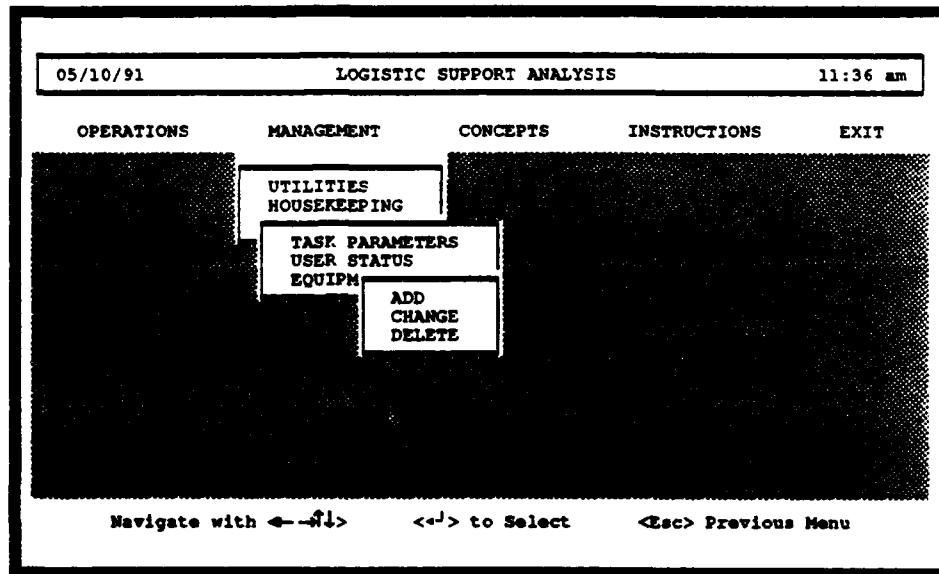 05/10/91 LOGISTIC SUPPORT ANALYSIS 11:36 am
OPERATIONS MANAGEMENT CONCEPTS INSTRUCTIONS EXIT
UTILITIES
HOUSEKEEPING
TASK PARAMETERS
USER STATUS
EQUIPM
ADD
CHANGE
DELETE
Navigate with ←→↑↓> <↵> to Select <Esc> Previous Menu